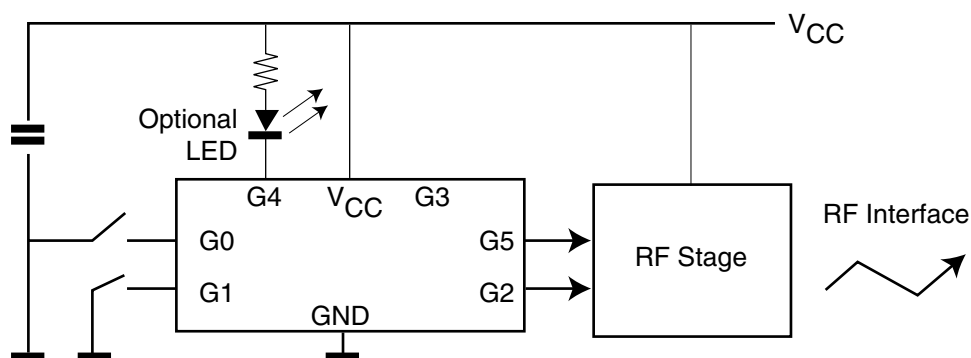 VCC
Optional
LED
G4
VCC
G3
G0
G1
GND
G5
G2
RF Stage
RF Interface